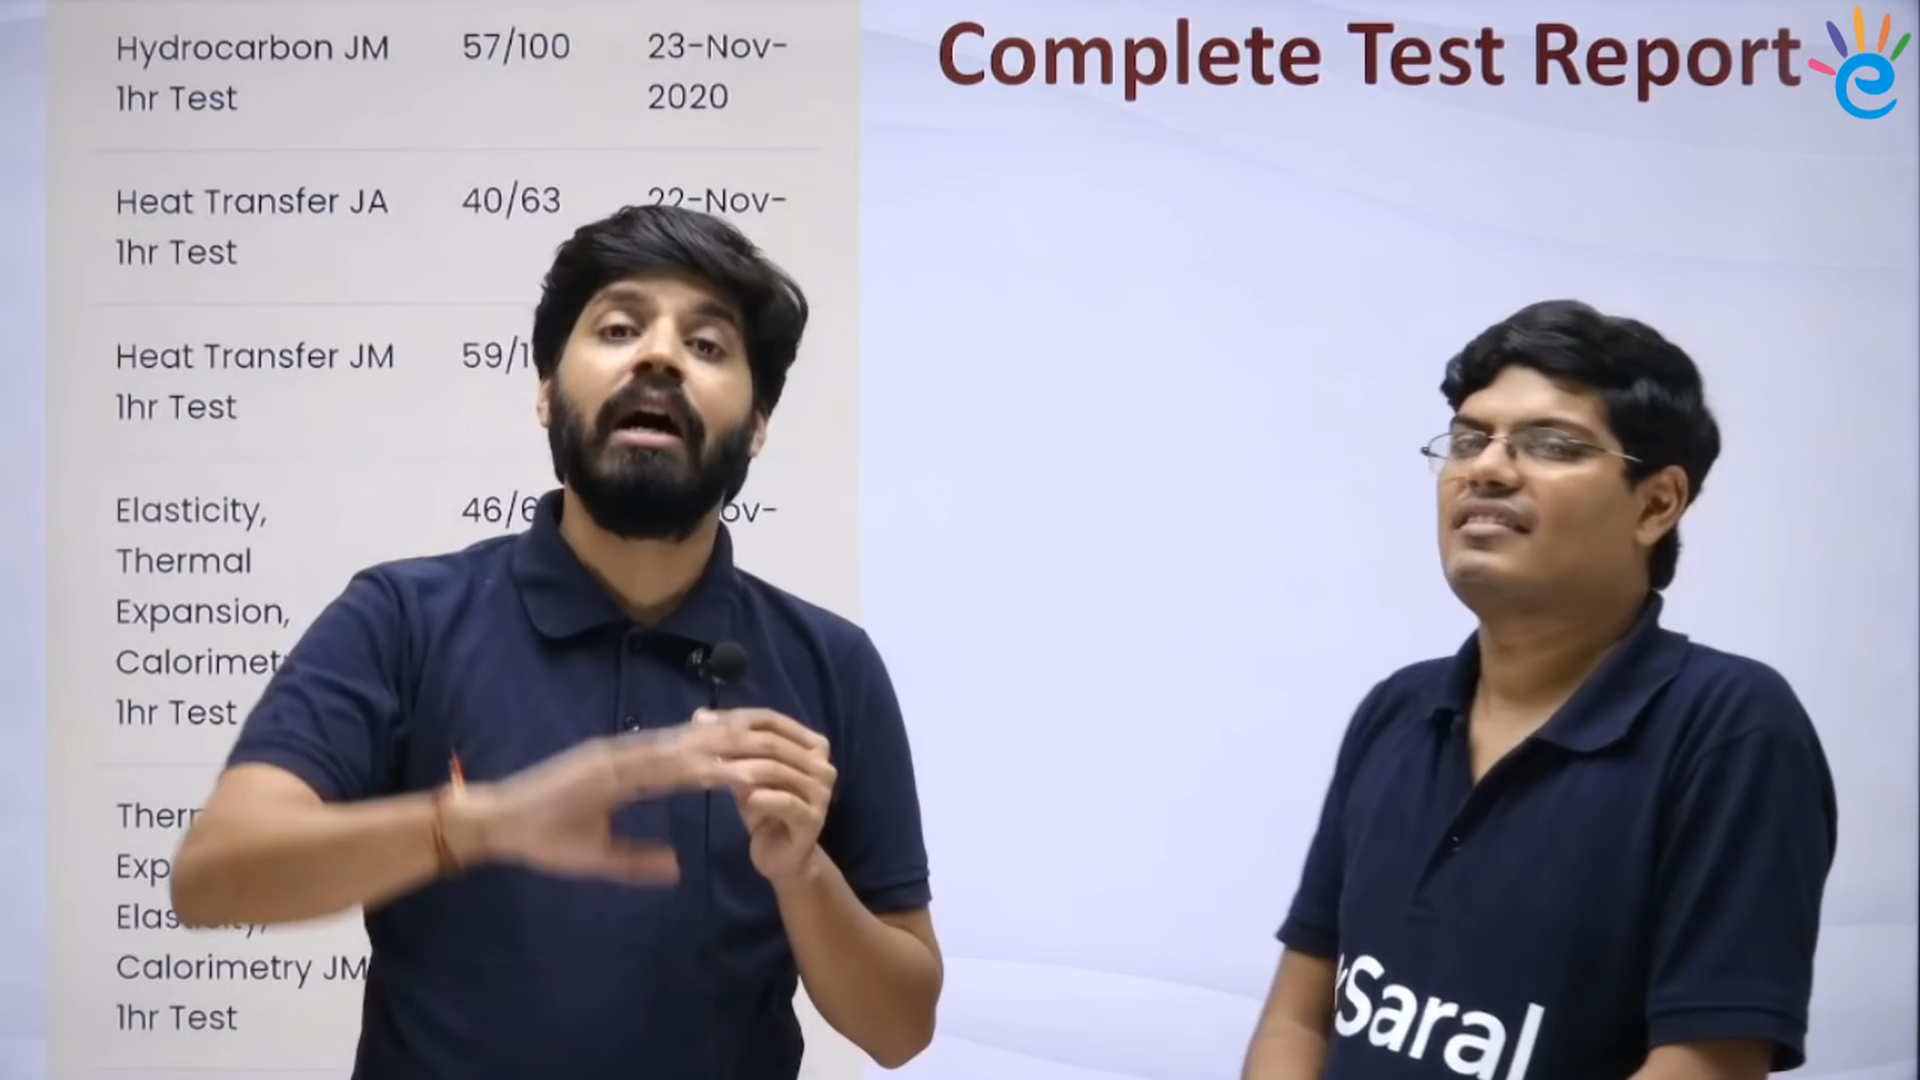 Complete Test Report
Hydrocarbon JM 57/100 23-Nov-
1hr Test 2020
Heat Transfer JA 40/63 22-Nov-
1hr Test
Heat Transfer JM
1hr Test
Elasticity,
Thermal
Expansion,
1hr Test
Calorimetry JM
1hr Test
Saral